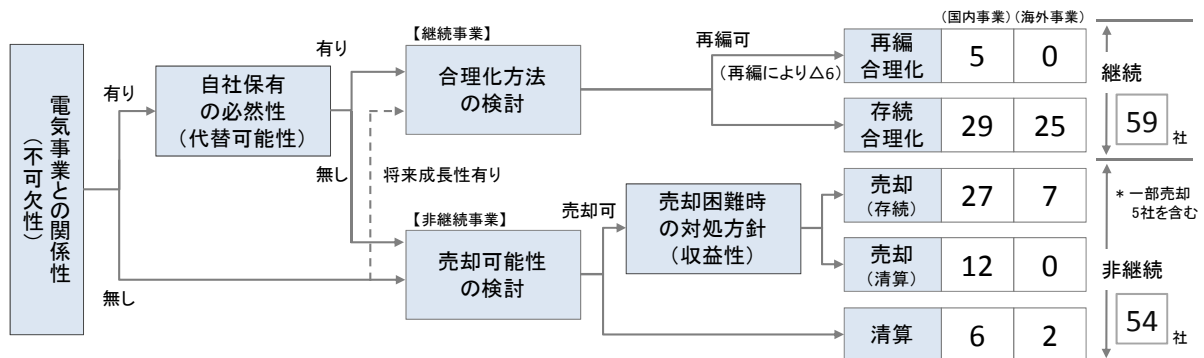 電気事業との関係性
（不可欠性）
有り
無し
自社保有
の必然性
（代替可能性）
有り
無し
【継続事業】
合理化方法
の検討
将来成長性有り
【非継続事業】
売却可能性
の検討
再編可
（再編により△6）
売却可
売却困難時
の対処方針
（収益性）
（国内事業）（海外事業）
再編
合理化
5 0
存続
合理化
29 25
売却
（存続）
27 7
売却
（清算）
12 0
清算 6 2
継続
59 社
* 一部売却
5社を含む
非継続
54 社